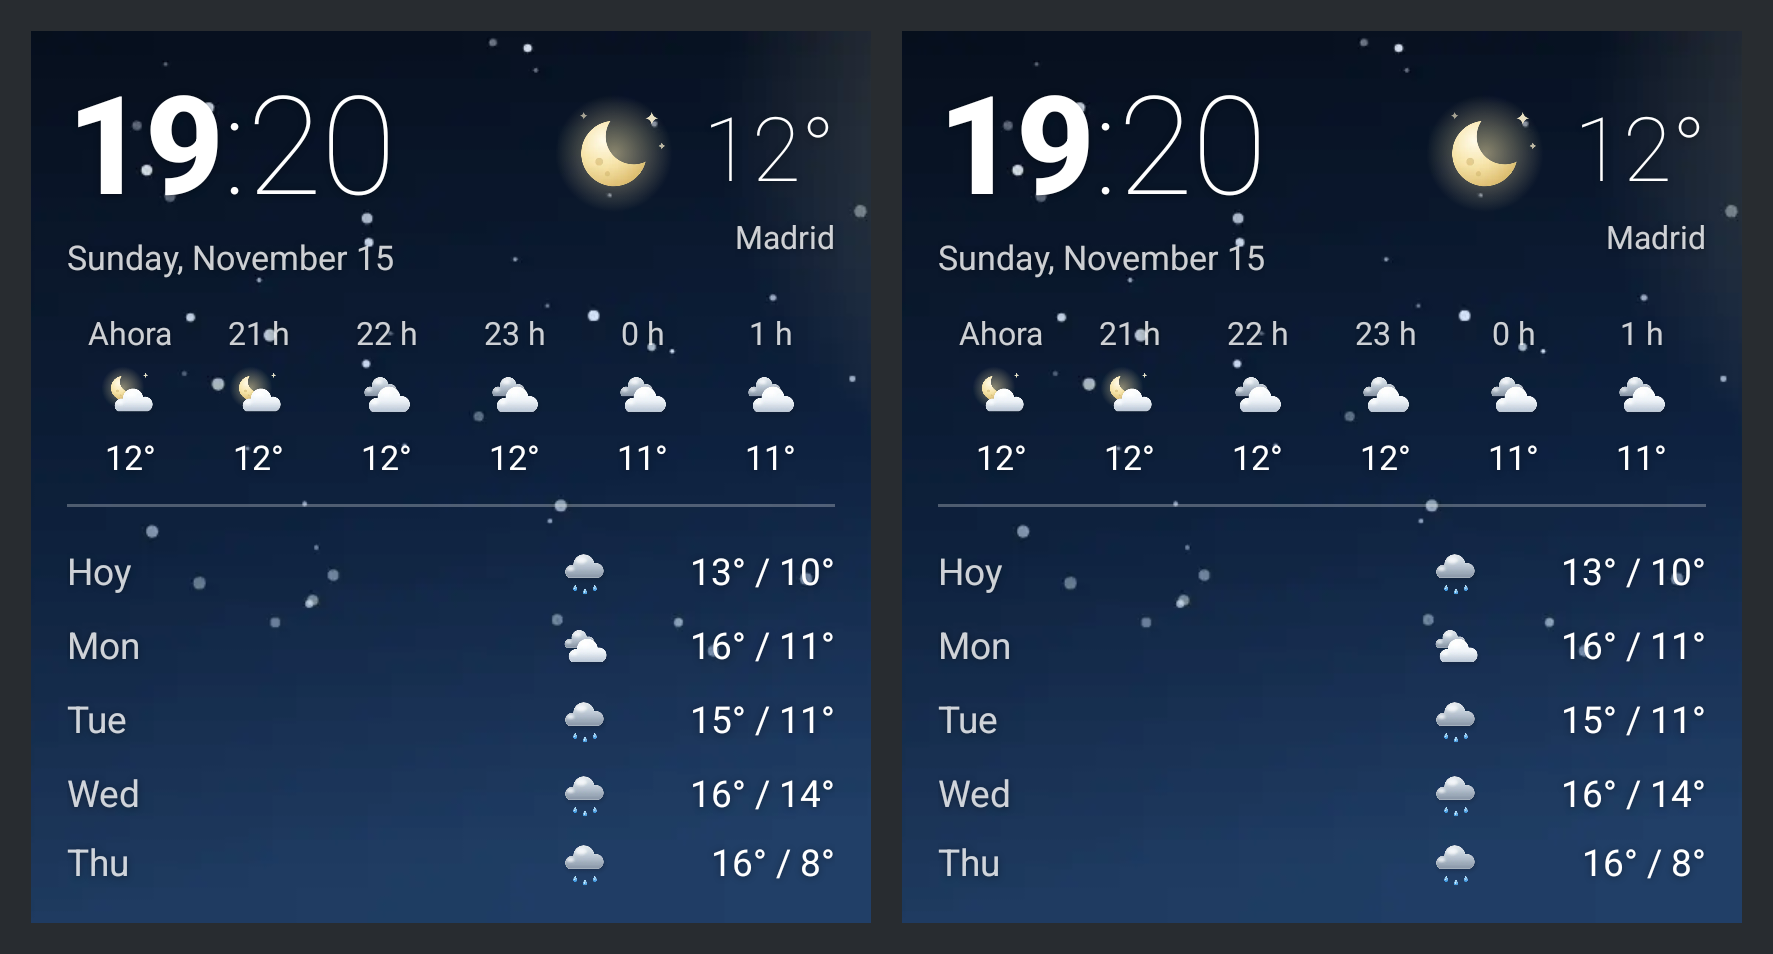 19:20
12°
Madrid
Sunday, November 15
Ahora 21 h 22 h 23 h 0 h 1 h
12° 12° 12° 12° 11° 11°
Hoy 13° / 10°
Mon 16° / 11°
Tue 15° / 11°
Wed 16° / 14°
Thu 16° / 8°
19:20
12°
Madrid
Sunday, November 15
Ahora 21 h 22 h 23 h 0 h 1 h
12° 12° 12° 12° 11° 11°
Hoy 13° / 10°
Mon 16° / 11°
Tue 15° / 11°
Wed 16° / 14°
Thu 16° / 8°